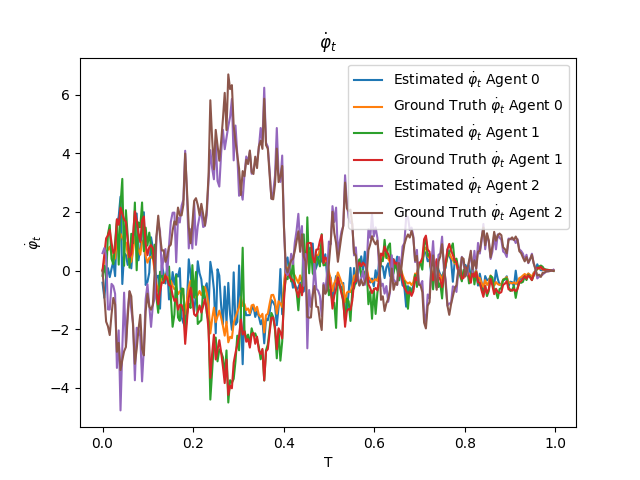 φ̇t
Estimated φ̇t Agent 0
Ground Truth φ̇t Agent 0
Estimated φ̇t Agent 1
Ground Truth φ̇t Agent 1
Estimated φ̇t Agent 2
Ground Truth φ̇t Agent 2
φ̇t
6
4
2
0
−2
−4
0.0 0.2 0.4 0.6 0.8 1.0
T